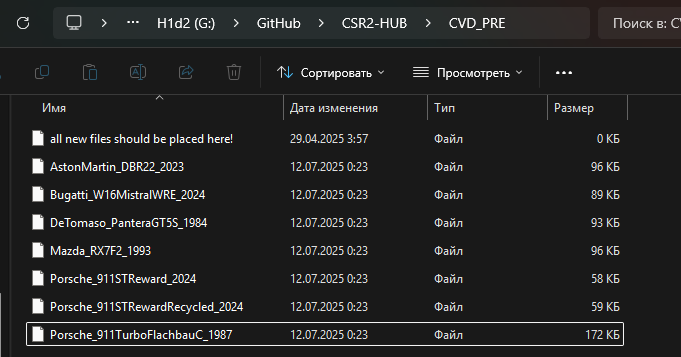 H1d2 (G:) > GitHub > CSR2-HUB > CVD_PRE Поиск в: C
Сортировать Просмотреть
Имя Дата изменения Тип Размер
all new files should be placed here! 29.04.2025 3:57 Файл 0 КБ
AstonMartin_DBR22_2023 12.07.2025 0:23 Файл 96 КБ
Bugatti_W16MistralWRE_2024 12.07.2025 0:23 Файл 89 КБ
DeTomaso_PanteraGT5S_1984 12.07.2025 0:23 Файл 93 КБ
Mazda_RX7F2_1993 12.07.2025 0:23 Файл 96 КБ
Porsche_911STReward_2024 12.07.2025 0:23 Файл 58 КБ
Porsche_911STRewardRecycled_2024 12.07.2025 0:23 Файл 59 КБ
Porsche_911TurboFlachbauC_1987 12.07.2025 0:23 Файл 172 КБ